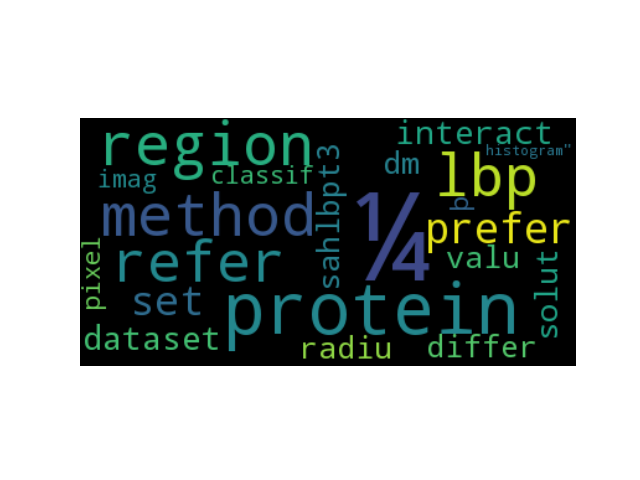 region
interact
histogram"
imag
classif
dm
lbp
sahlbpt3
method
¼
p
prefer
refer
valu
pixel
set
protein
solut
dataset
radiu
differ